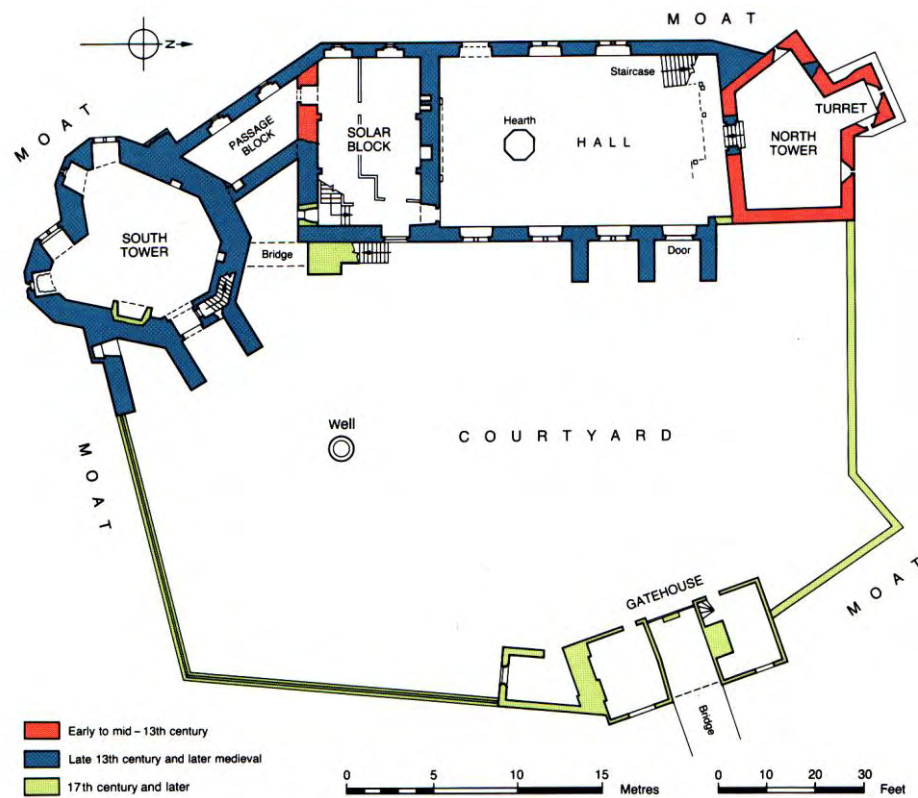 MOAT
N
Staircase
TURRET
MOAT
PASSAGE
BLOCK
SOLAR
BLOCK
Hearth
HALL
NORTH
TOWER
SOUTH
TOWER
Bridge
Door
Well
COURTYARD
MOAT
GATEHOUSE
MOAT
Bridge
Early to mid – 13th century
Late 13th century and later medieval
17th century and later
0 5 10 15
Metres
0 10 20 30
Feet